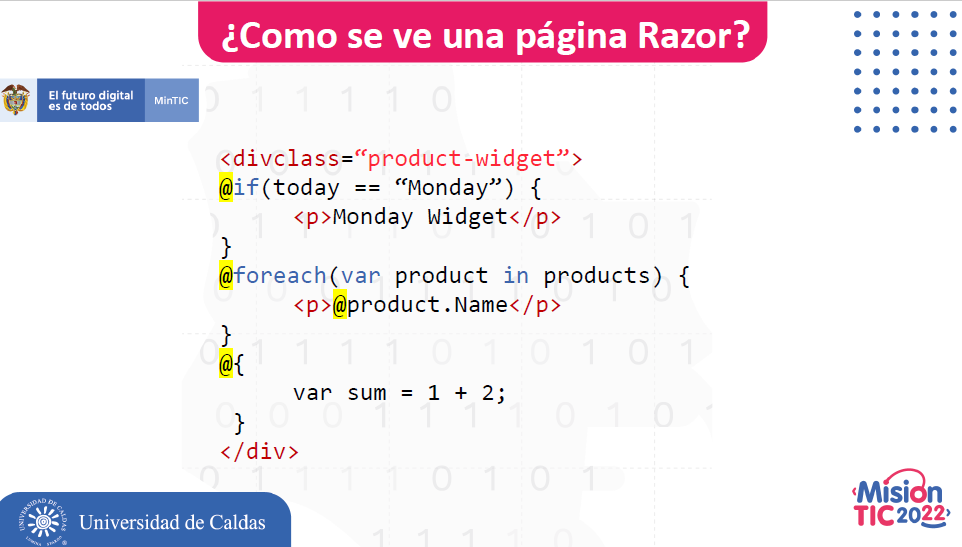 ¿Como se ve una página Razor?
El futuro digital
es de todos
MinTIC
<divclass=“product-widget”>
@if(today == “Monday”) {
<p>Monday Widget</p>
}
@foreach(var product in products) {
<p>@product.Name</p>
}
@{
var sum = 1 + 2;
}
</div>
Universidad de Caldas
Misión
TIC 2022